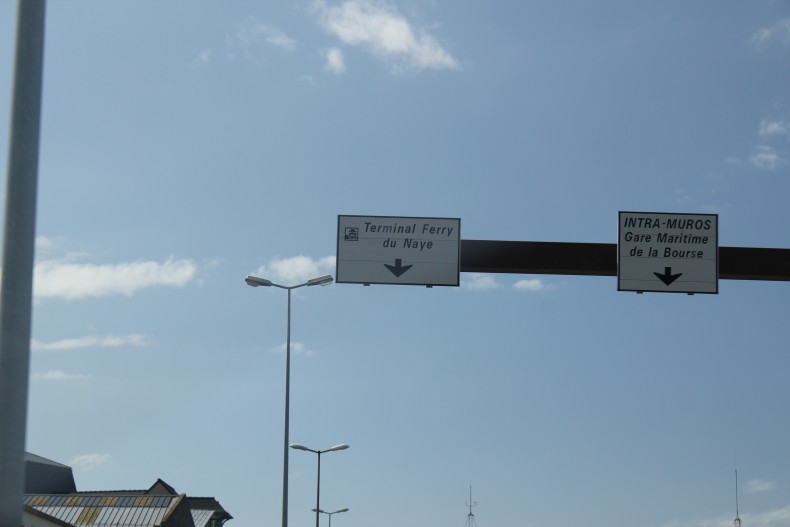 Terminal Ferry
du Naye
INTRA-MUROS
Gare Maritime
de la Bourse